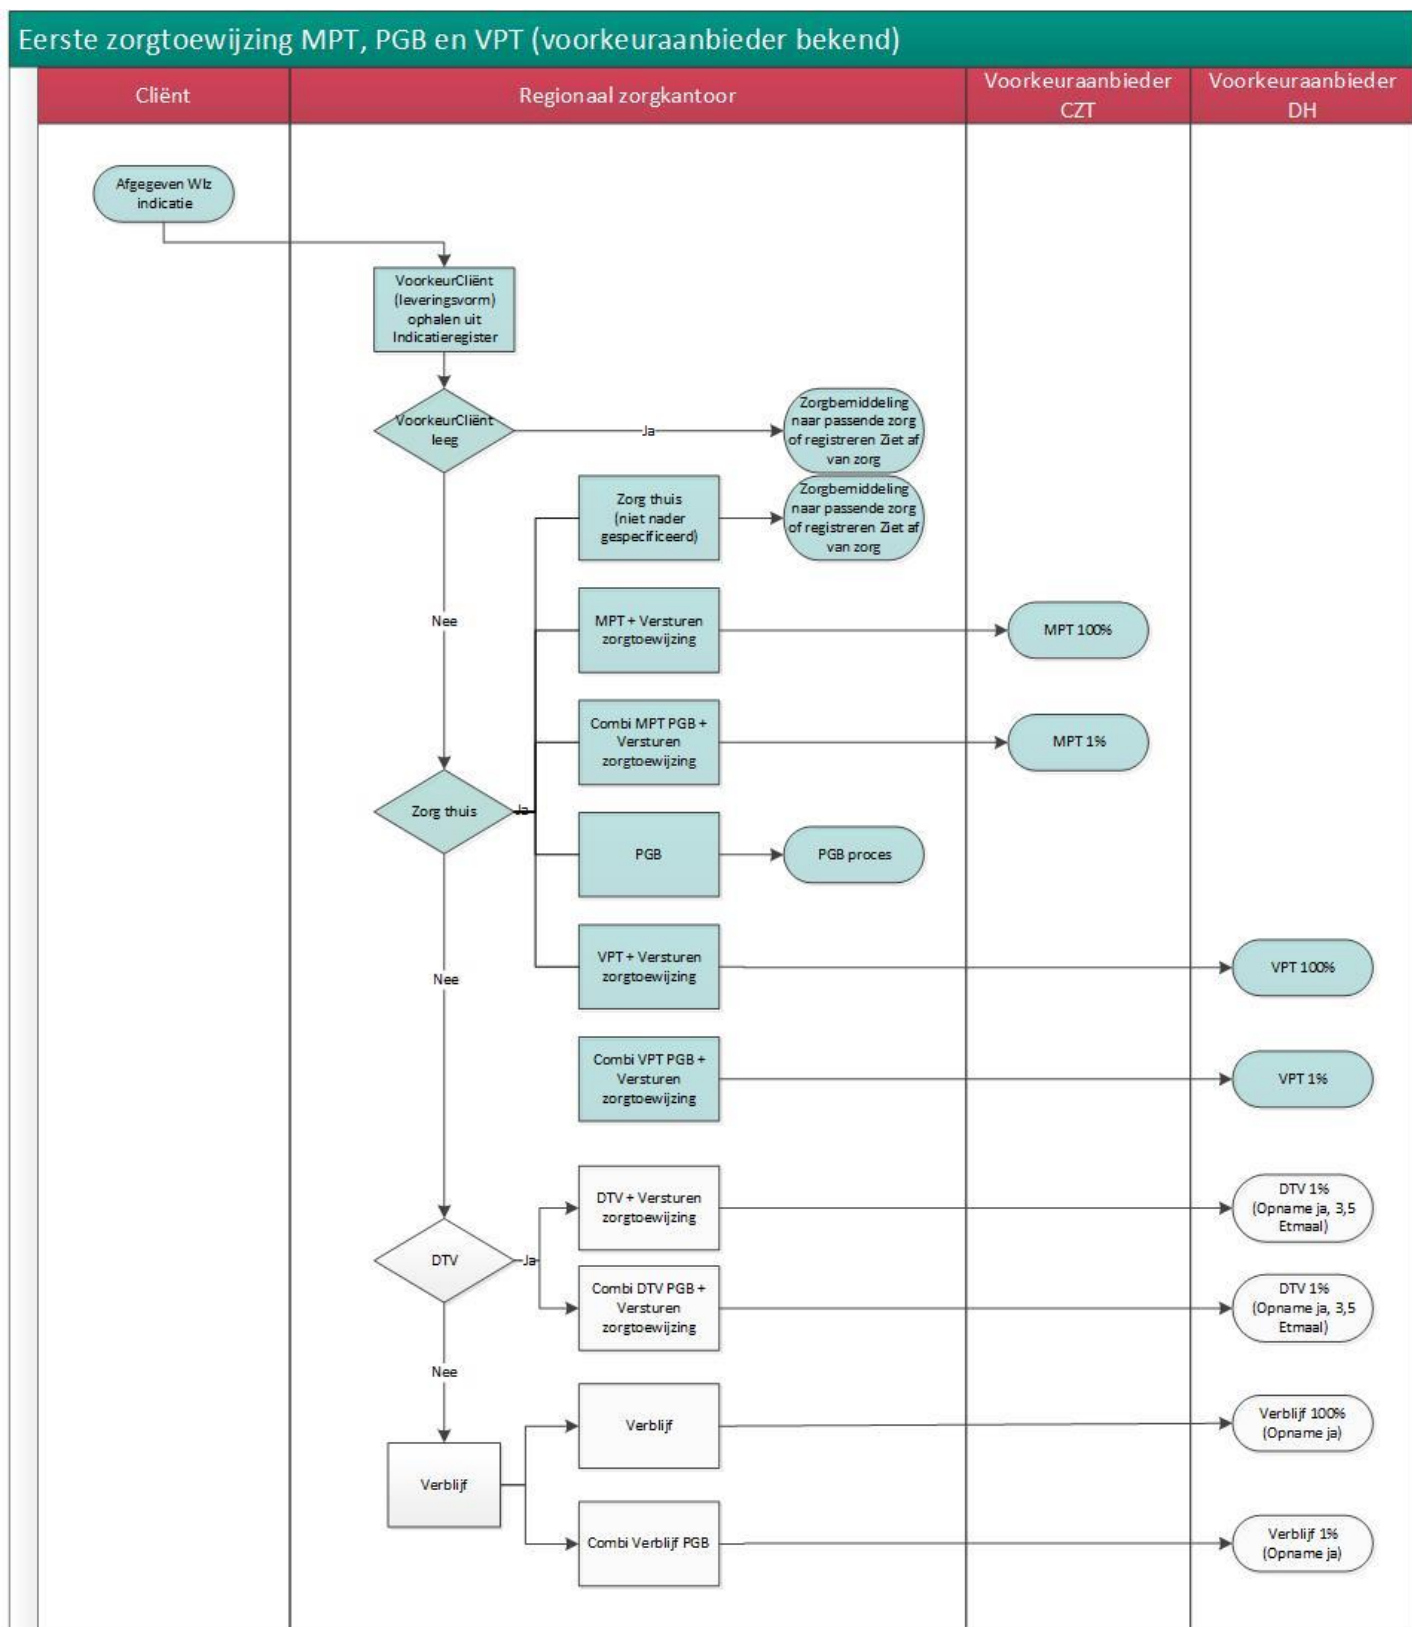 Eerste zorgtoewijzing MPT, PGB en VPT (voorkeuraanbieder bekend)
Cliënt
Regionaal zorgkantoor
Voorkeuraanbieder
CZT
Voorkeuraanbieder
DH
Afgegeven Wlz
indicatie
VoorkeurCliënt
(leveringsvorm)
ophalen uit
Indicatieregister
VoorkeurCliënt
leeg
Ja
Zorgbemiddeling
naar passende zorg
of registreren Ziet af
van zorg
Zorg thuis
(niet nader
gespecificeerd)
Zorgbemiddeling
naar passende zorg
of registreren Ziet af
van zorg
Nee
MPT + Versturen
zorgtoewijzing
MPT 100%
Combi MPT PGB +
Versturen
zorgtoewijzing
MPT 1%
Zorg thuis
Ja
PGB
PGB proces
VPT + Versturen
zorgtoewijzing
VPT 100%
Nee
Combi VPT PGB +
Versturen
zorgtoewijzing
VPT 1%
DTV + Versturen
zorgtoewijzing
DTV 1%
(Opname ja, 3,5
Etmaal)
DTV
Ja
Combi DTV PGB +
Versturen
zorgtoewijzing
DTV 1%
(Opname ja, 3,5
Etmaal)
Nee
Verblijf
Verblijf 100%
(Opname ja)
Verblijf
Combi Verblijf PGB
Verblijf 1%
(Opname ja)